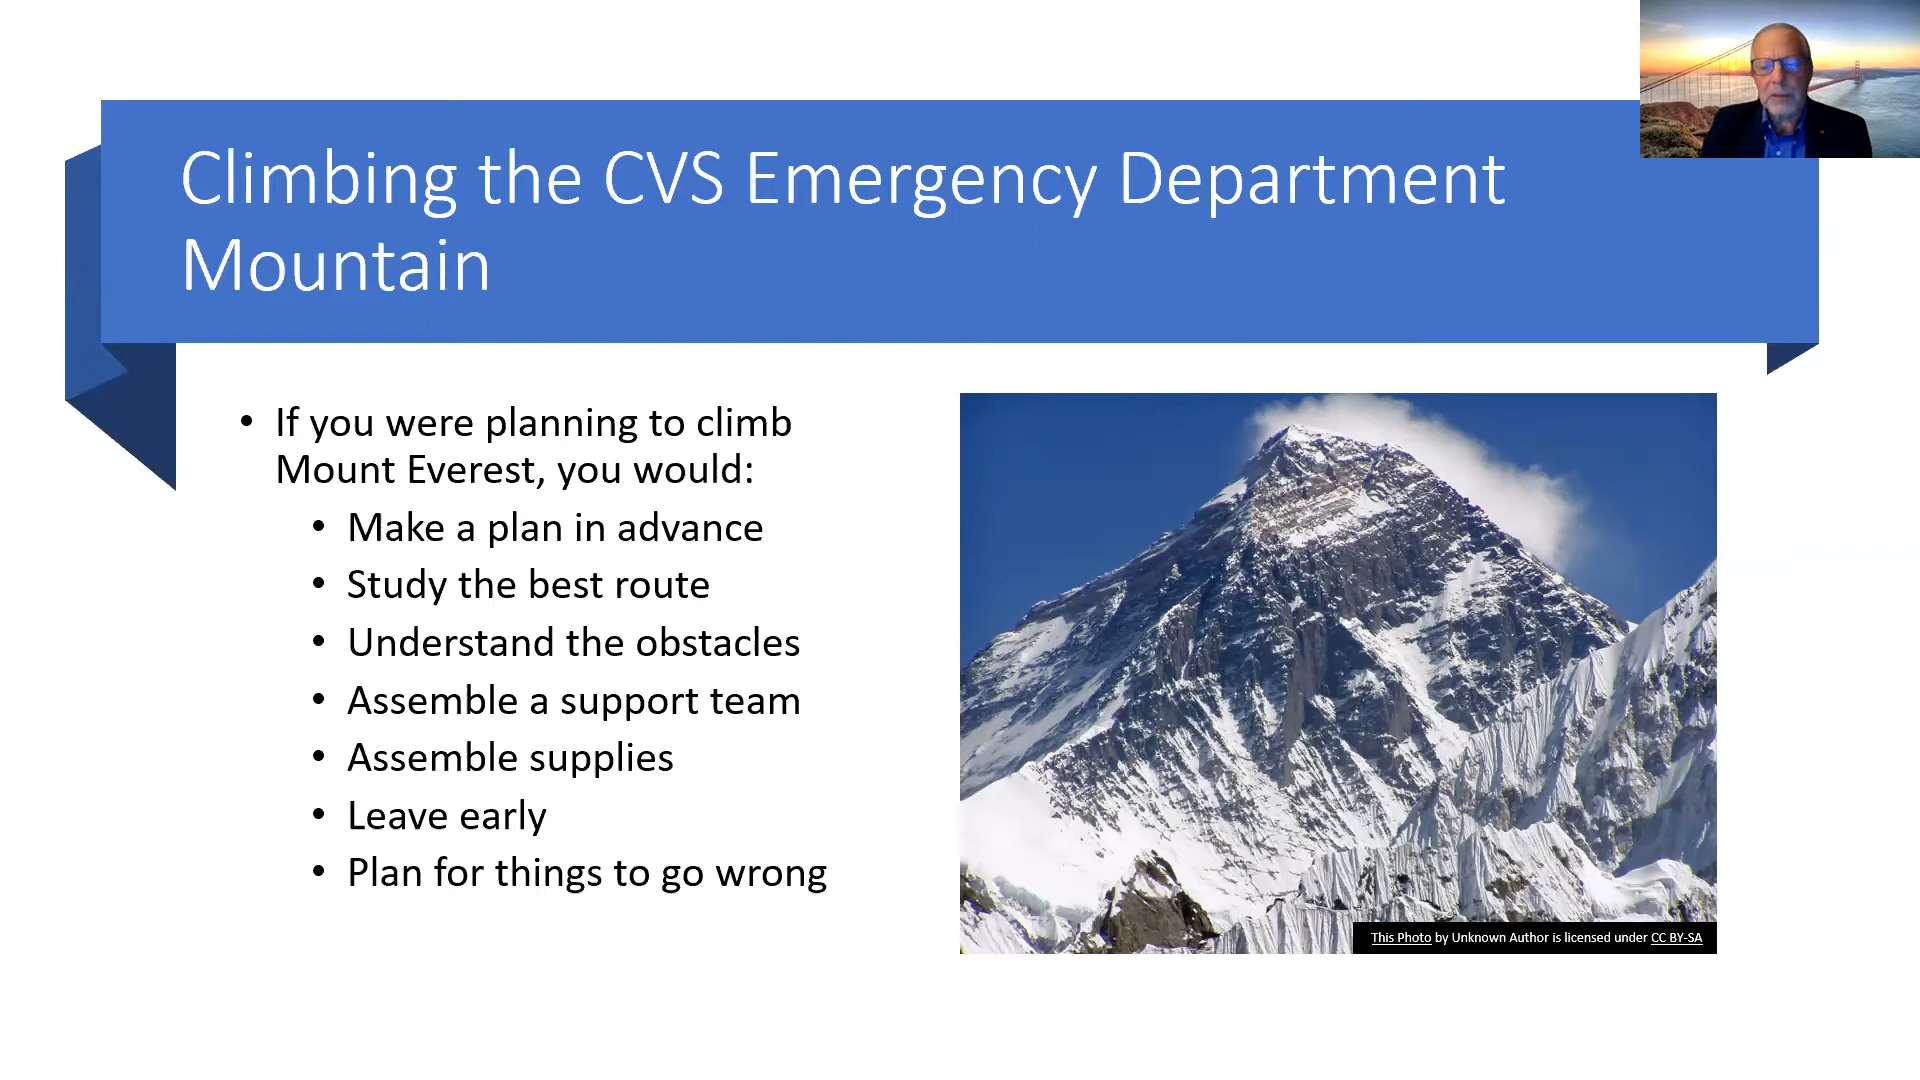 Climbing the CVS Emergency Department
Mountain
• If you were planning to climb
Mount Everest, you would:
• Make a plan in advance
• Study the best route
• Understand the obstacles
• Assemble a support team
• Assemble supplies
• Leave early
• Plan for things to go wrong
This Photo by Unknown Author is licensed under CC BY-SA